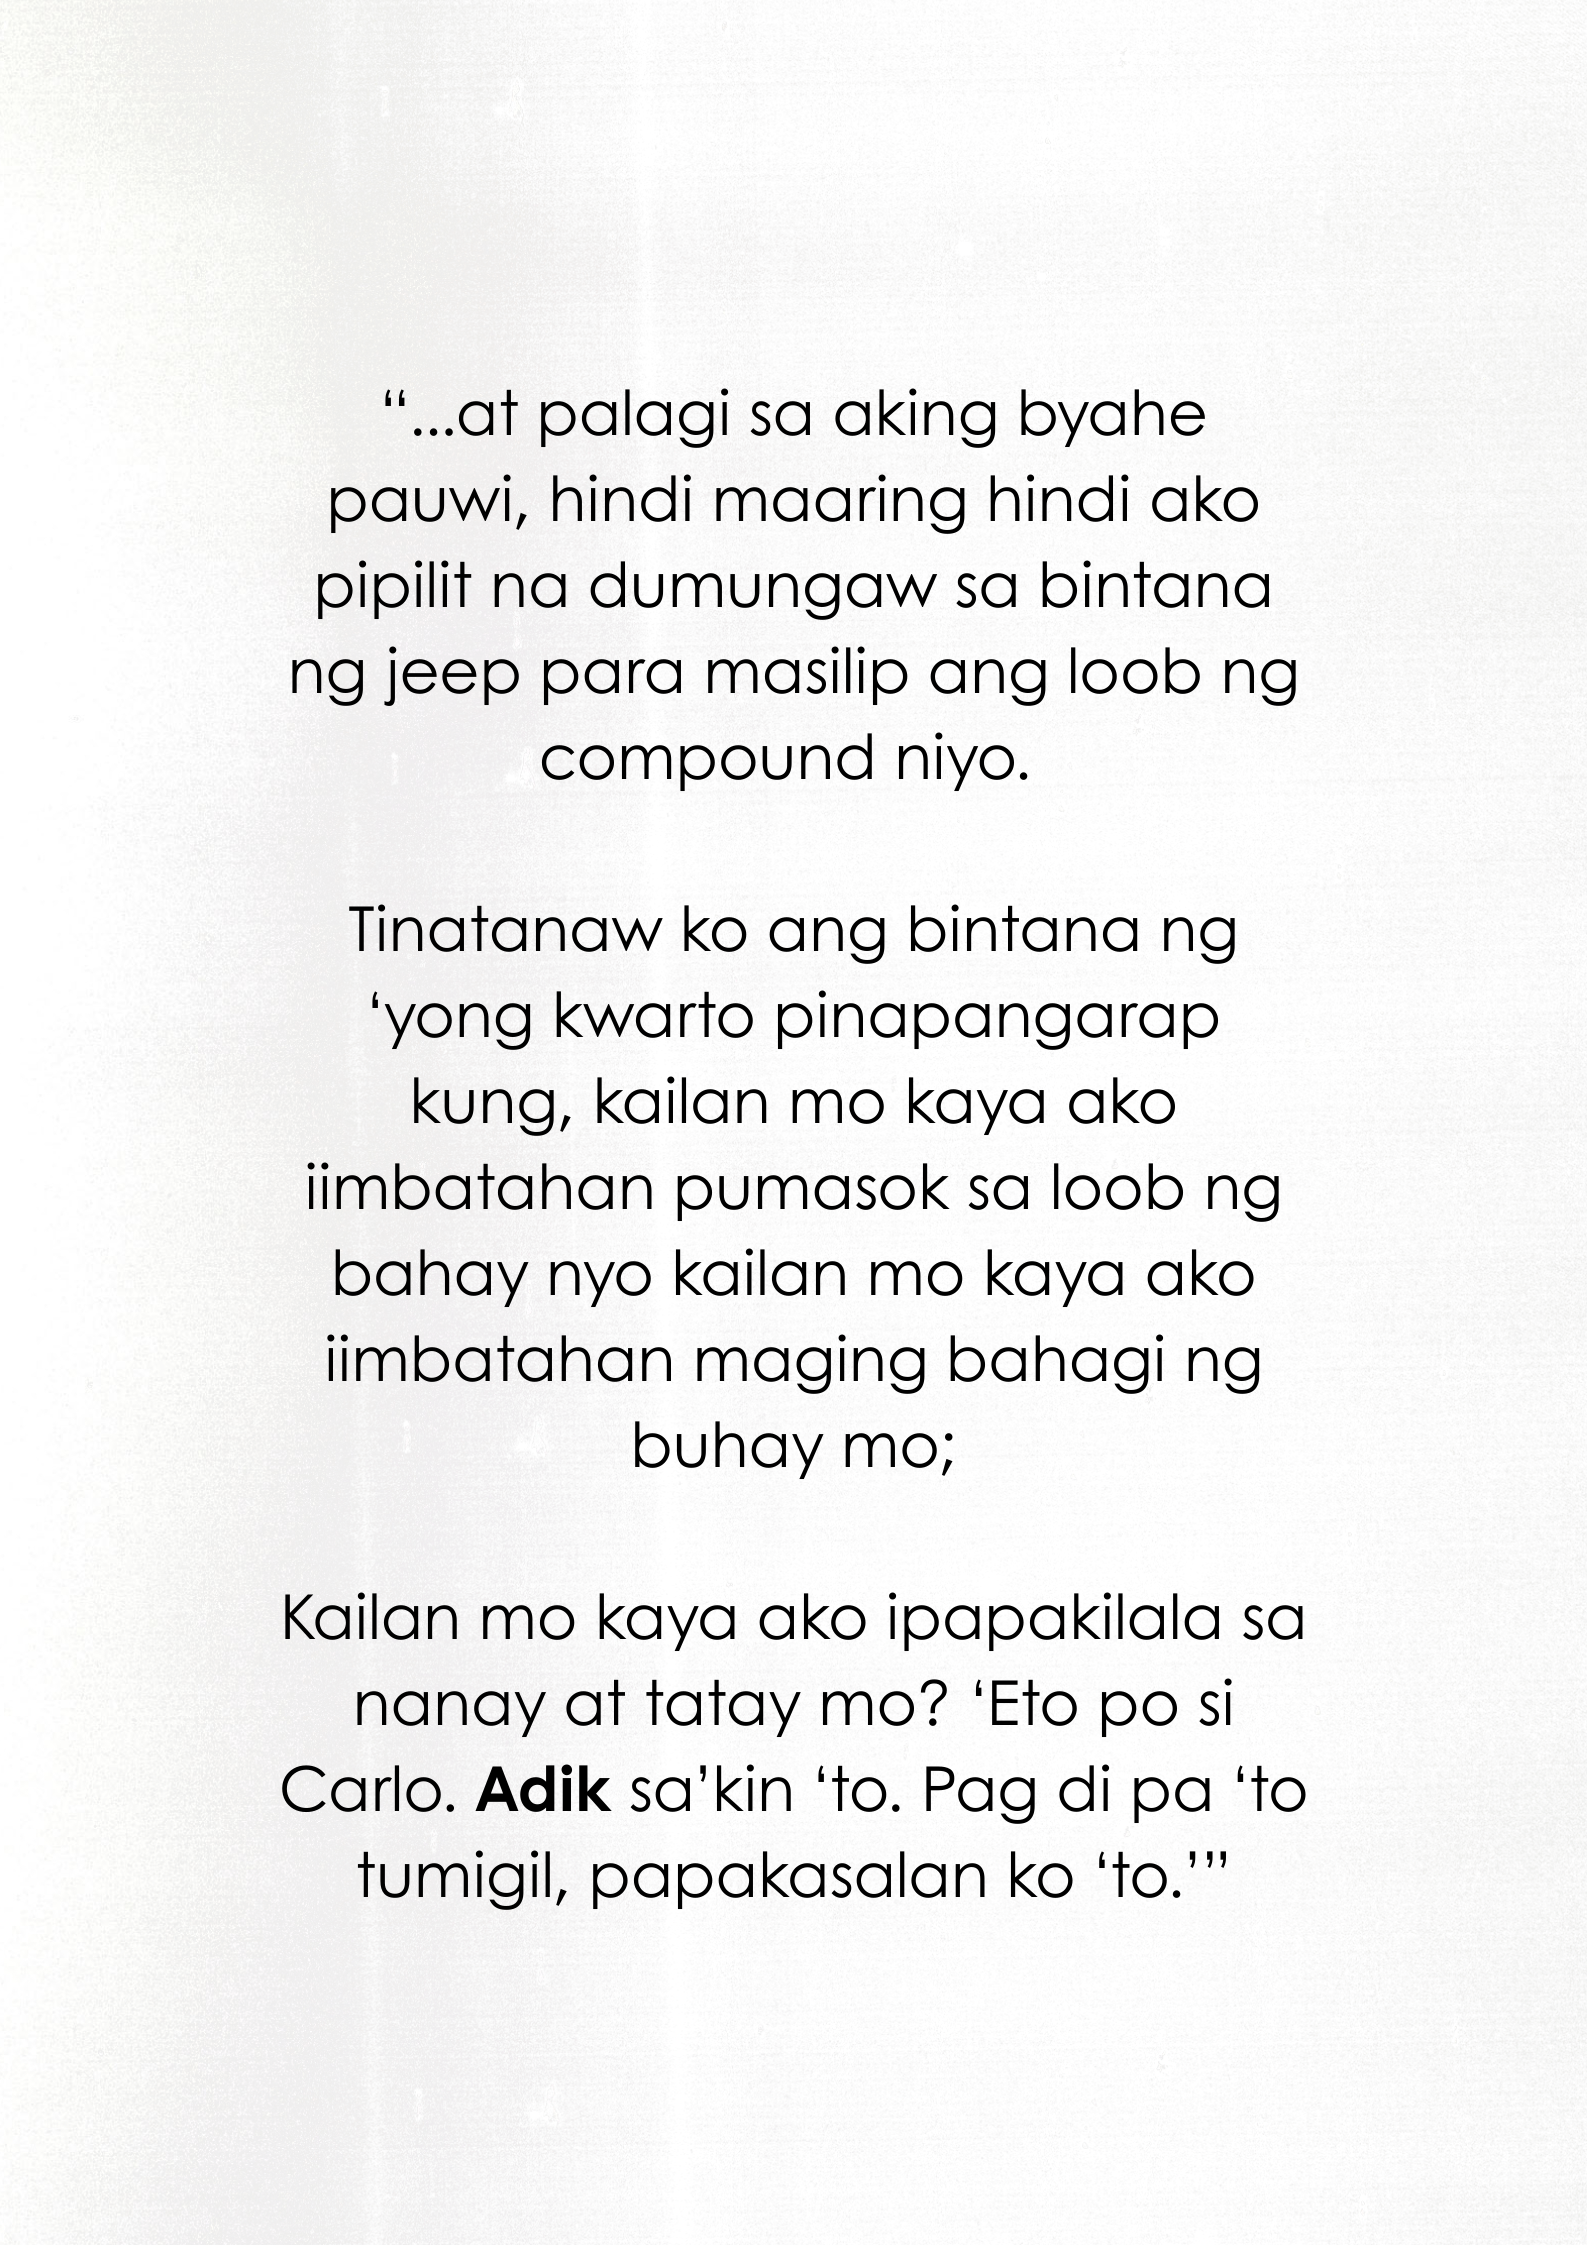 “...at palagi sa aking byahe
pauwi, hindi maaring hindi ako
pipilit na dumungaw sa bintana
ng jeep para masilip ang loob ng
compound niyo.
Tinatanaw ko ang bintana ng
‘yong kwarto pinapangarap
kung, kailan mo kaya ako
iimbatahan pumasok sa loob ng
bahay nyo kailan mo kaya ako
iimbatahan maging bahagi ng
buhay mo;
Kailan mo kaya ako ipapakilala sa
nanay at tatay mo? ‘Eto po si
Carlo. Adik sa’kin ‘to. Pag di pa ‘to
tumigil, papakasalan ko ‘to.’”